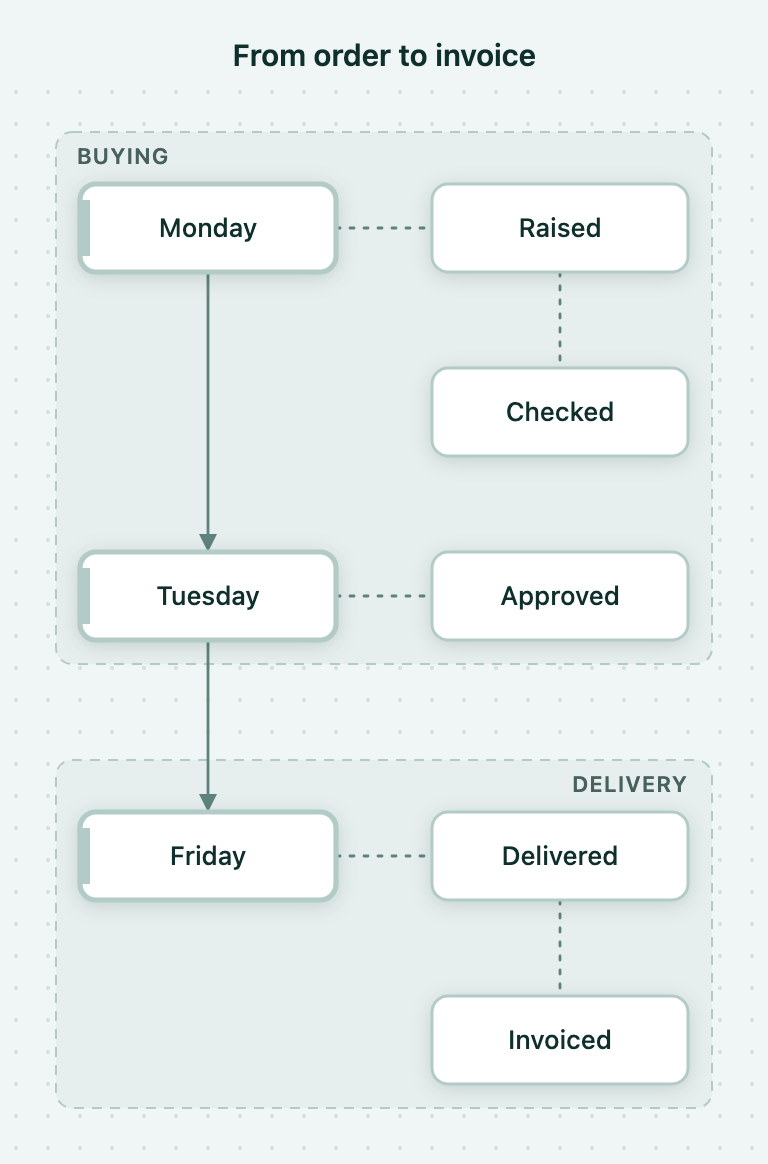 From order to invoice
BUYING
Monday
Raised
Checked
Tuesday
Approved
DELIVERY
Friday
Delivered
Invoiced